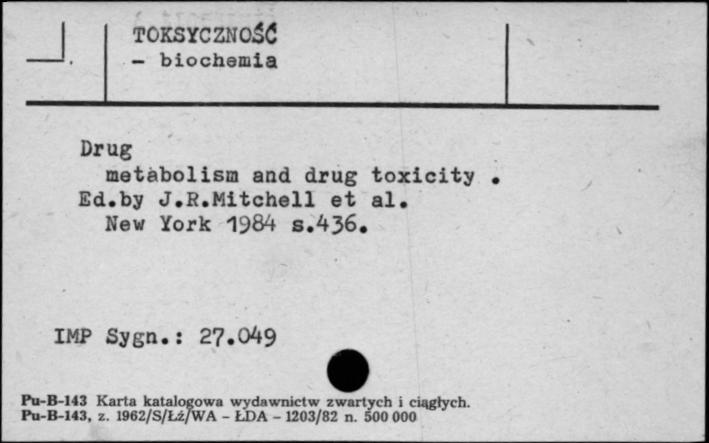 TOKSYCZNOŚĆ
- biochemia
Drug
metabolism and drug toxicity .
Ed.by J.R.Mitchell et al.
New York 1984 s.436.
IMP Sygn.: 27.049
Pu-B-143 Karta katalogowa wydawnictw zwartych i ciągłych.
Pu-B-143, z. 1962/S/Łź/WA - ŁDA - 1203/82 n. 500 000